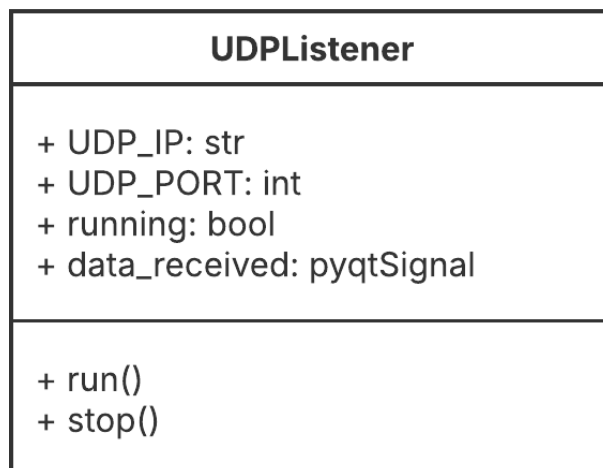 UDPListener
+ UDP_IP: str
+ UDP_PORT: int
+ running: bool
+ data_received: pyqtSignal
+ run()
+ stop()